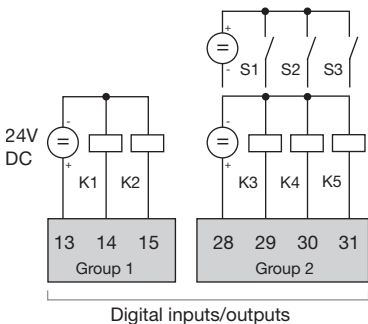 +
=
-
S1 S2 S3
24V
DC
-
=
+
K1 K2
-
=
+
K3 K4 K5
13 14 15
Group 1
28 29 30 31
Group 2
Digital inputs/outputs